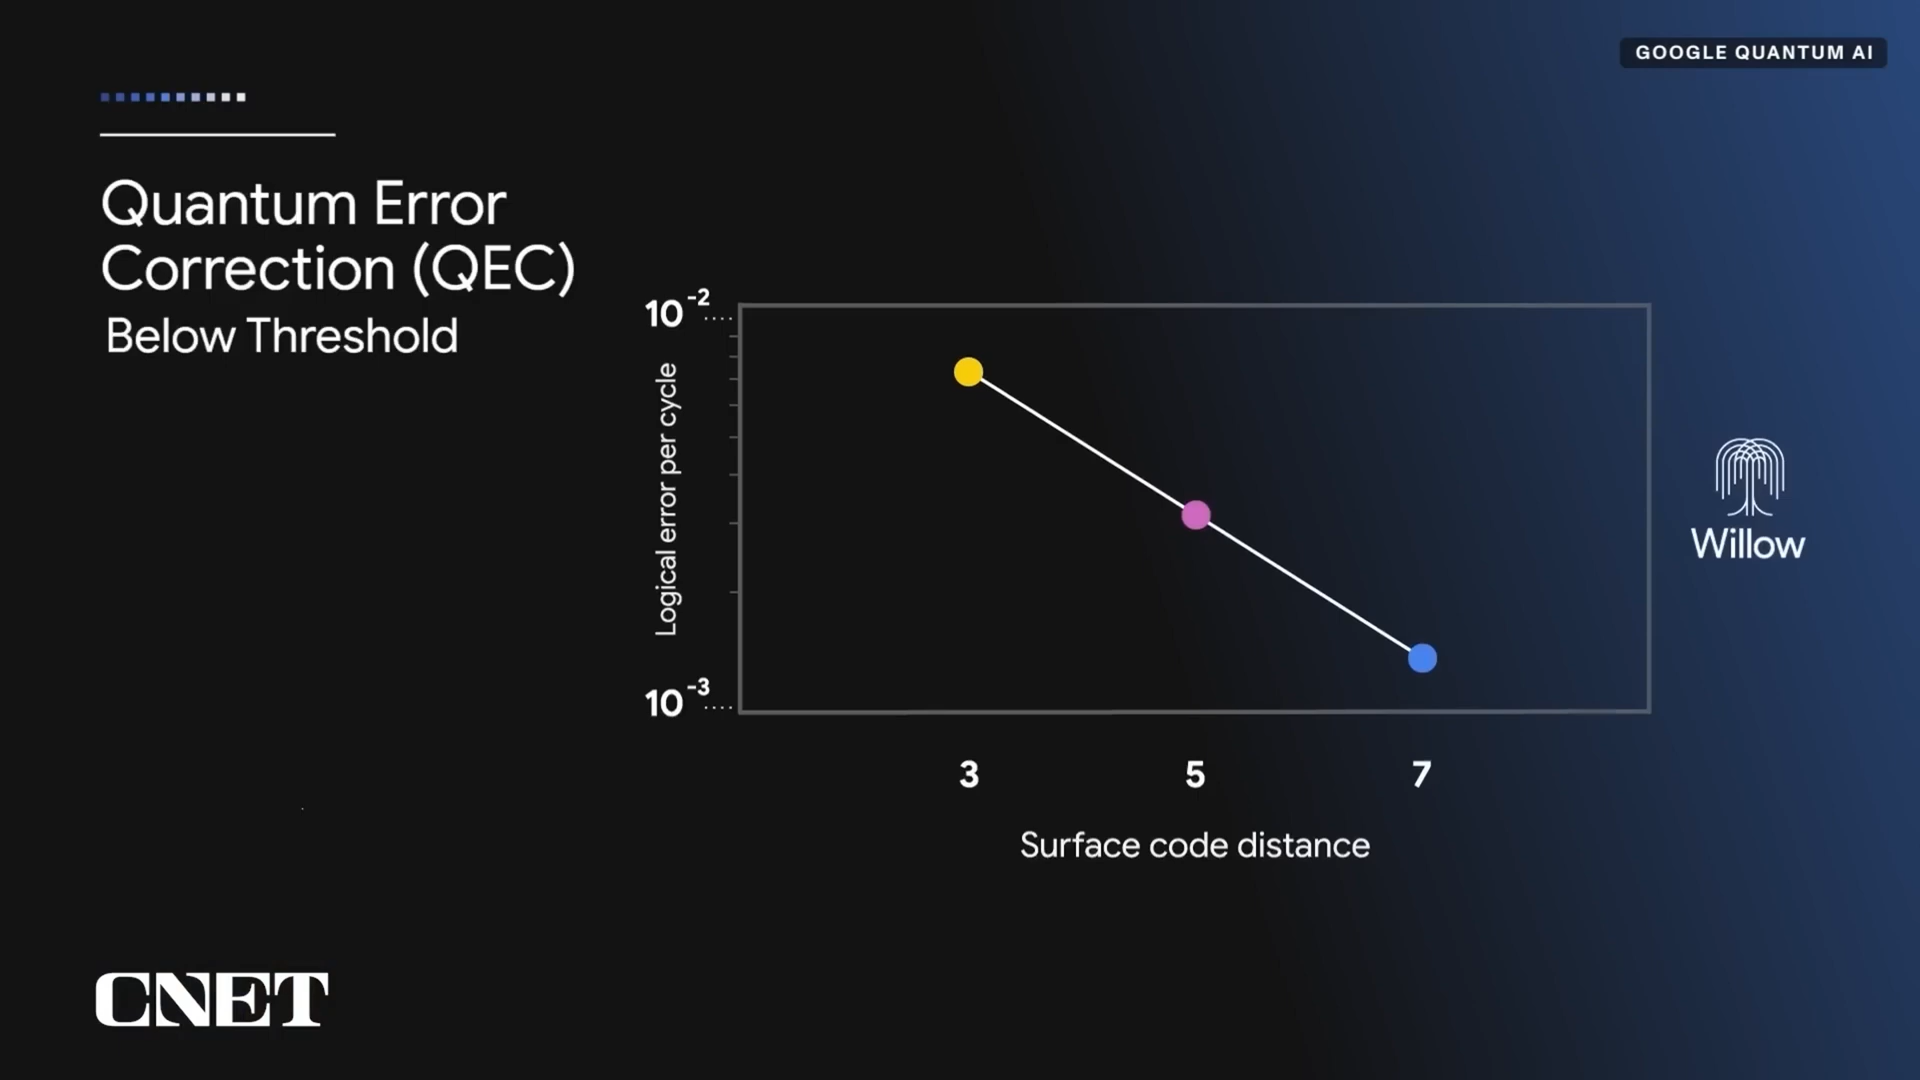 GOOGLE QUANTUM AI
Quantum Error
Correction (QEC)
Below Threshold
10⁻²
Logical error per cycle
10⁻³
3 5 7
Surface code distance
Willow
CNET